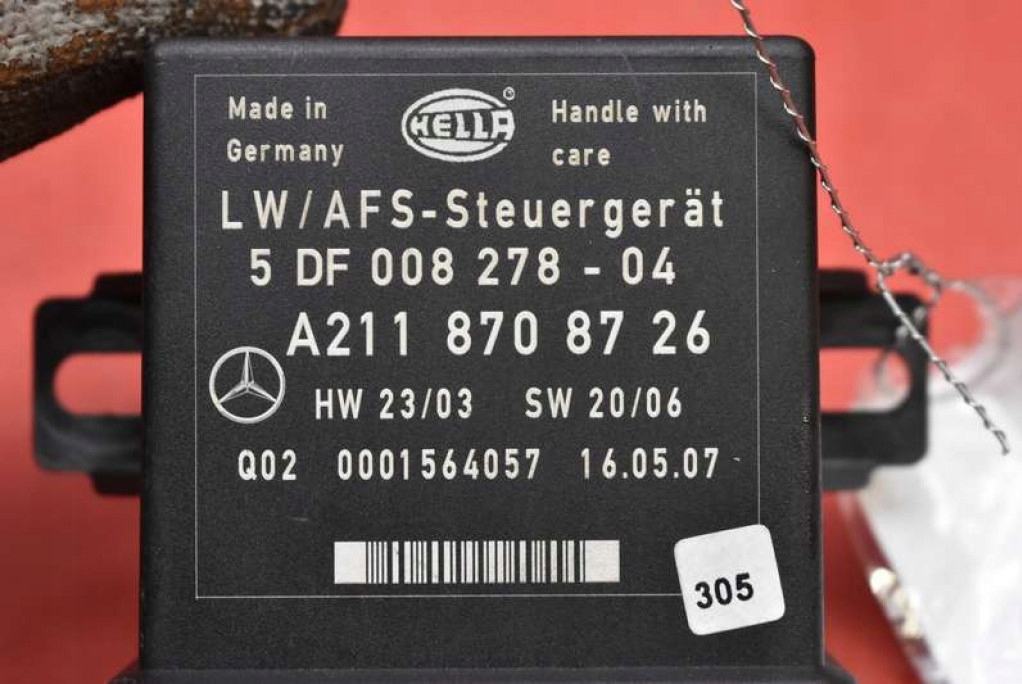 Made in
Germany
HELLA
®
Handle with
care
LW/AFS-Steuergerät
5 DF 008 278 - 04
A211 870 87 26
HW 23/03 SW 20/06
Q02 0001564057 16.05.07
305